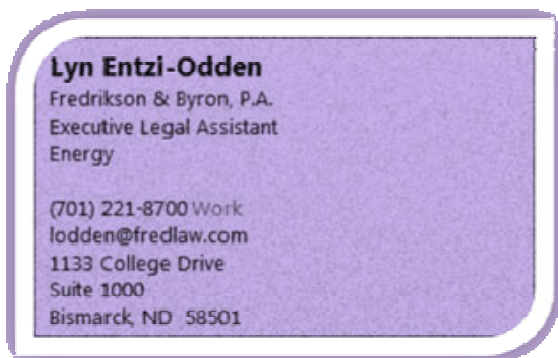 Lyn Entzi-Odden
Fredrikson & Byron, P.A.
Executive Legal Assistant
Energy
(701) 221-8700 Work
lodden@fredlaw.com
1133 College Drive
Suite 1000
Bismarck, ND 58501